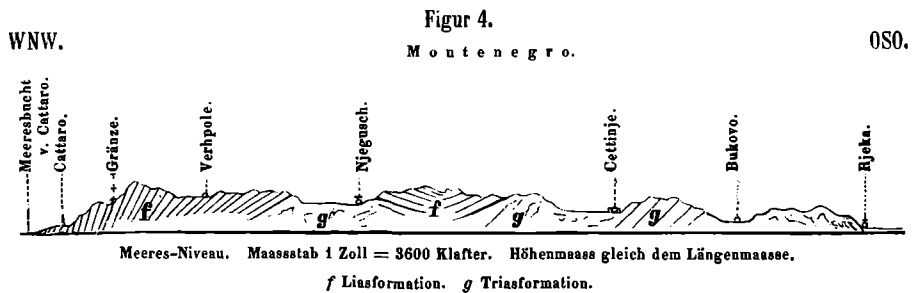 Figur 4.
WNW.
OSO.
Montenegro.
Meeresbucht
v. Cattaro.
Cattaro.
Gränze.
Verhpole.
Njegusch.
Cettinje.
Bukovo.
Rjeka.
f
g
f
g
g
Meeres-Niveau. Maassstab 1 Zoll = 3600 Klafter. Höhenmaass gleich dem Längenmaasse.
f Liasformation. g Triasformation.